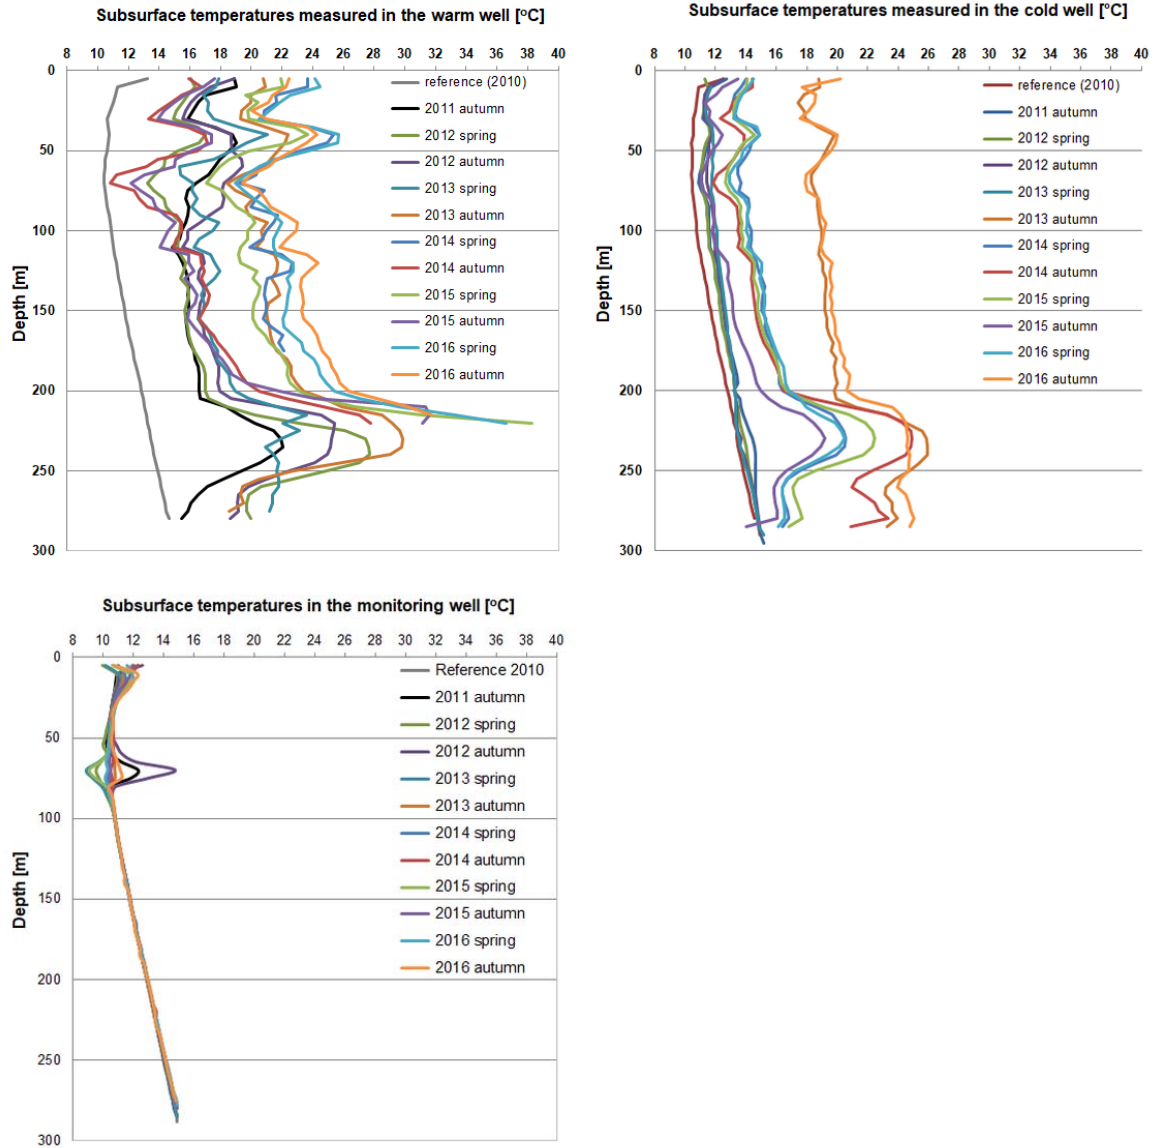 Subsurface temperatures measured in the warm well [°C]
8 10 12 14 16 18 20 22 24 26 28 30 32 34 36 38 40
0
50
100
150
200
250
300
Depth [m]
reference (2010)
2011 autumn
2012 spring
2012 autumn
2013 spring
2013 autumn
2014 spring
2014 autumn
2015 spring
2015 autumn
2016 spring
2016 autumn
Subsurface temperatures measured in the cold well [°C]
8 10 12 14 16 18 20 22 24 26 28 30 32 34 36 38 40
0
50
100
150
200
250
300
Depth [m]
reference (2010)
2011 autumn
2012 spring
2012 autumn
2013 spring
2013 autumn
2014 spring
2014 autumn
2015 spring
2015 autumn
2016 spring
2016 autumn
Subsurface temperatures in the monitoring well [°C]
8 10 12 14 16 18 20 22 24 26 28 30 32 34 36 38 40
0
50
100
150
200
250
300
Depth [m]
Reference 2010
2011 autumn
2012 spring
2012 autumn
2013 spring
2013 autumn
2014 spring
2014 autumn
2015 spring
2015 autumn
2016 spring
2016 autumn